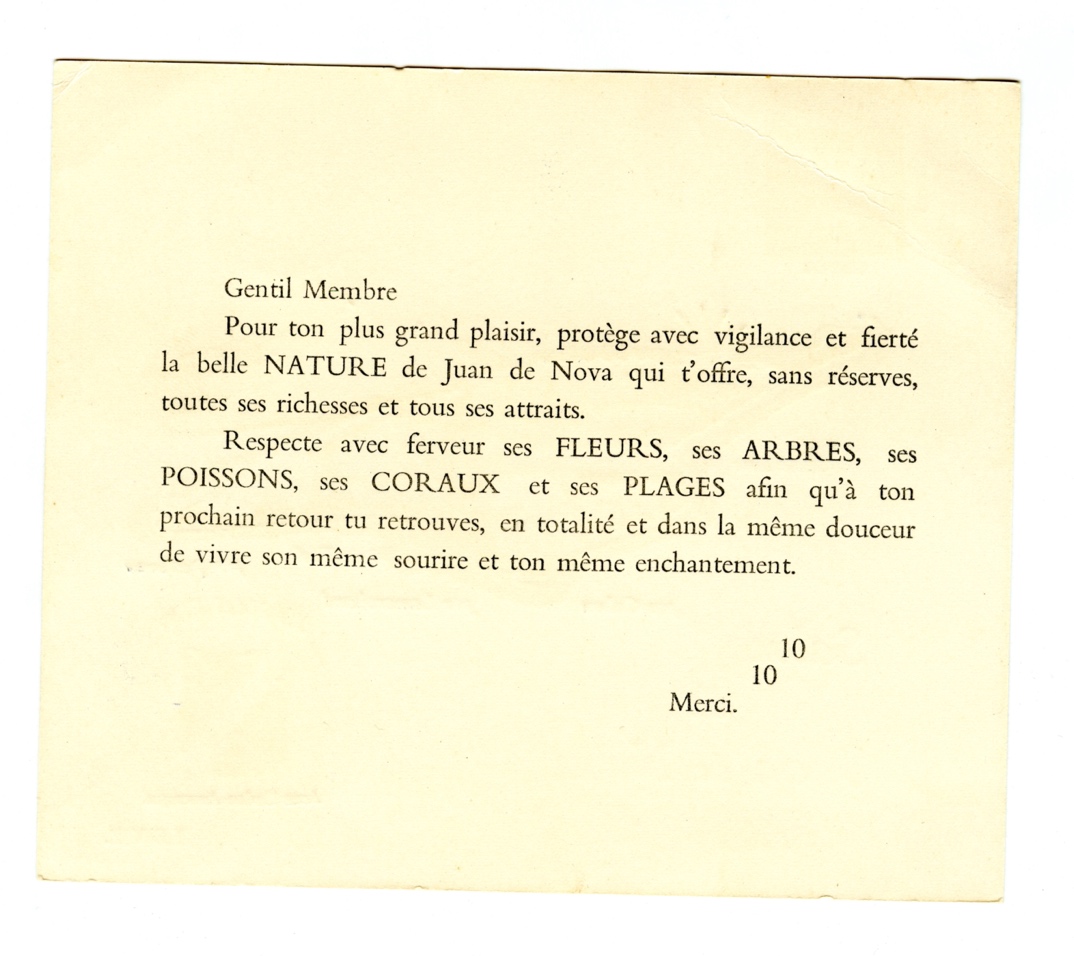 Gentil Membre
Pour ton plus grand plaisir, protège avec vigilance et fierté
la belle NATURE de Juan de Nova qui t'offre, sans réserves,
toutes ses richesses et tous ses attraits.
Respecte avec ferveur ses FLEURS, ses ARBRES, ses
POISSONS, ses CORAUX et ses PLAGES afin qu'à ton
prochain retour tu retrouves, en totalité et dans la même douceur
de vivre son même sourire et ton même enchantement.
10
10
Merci.